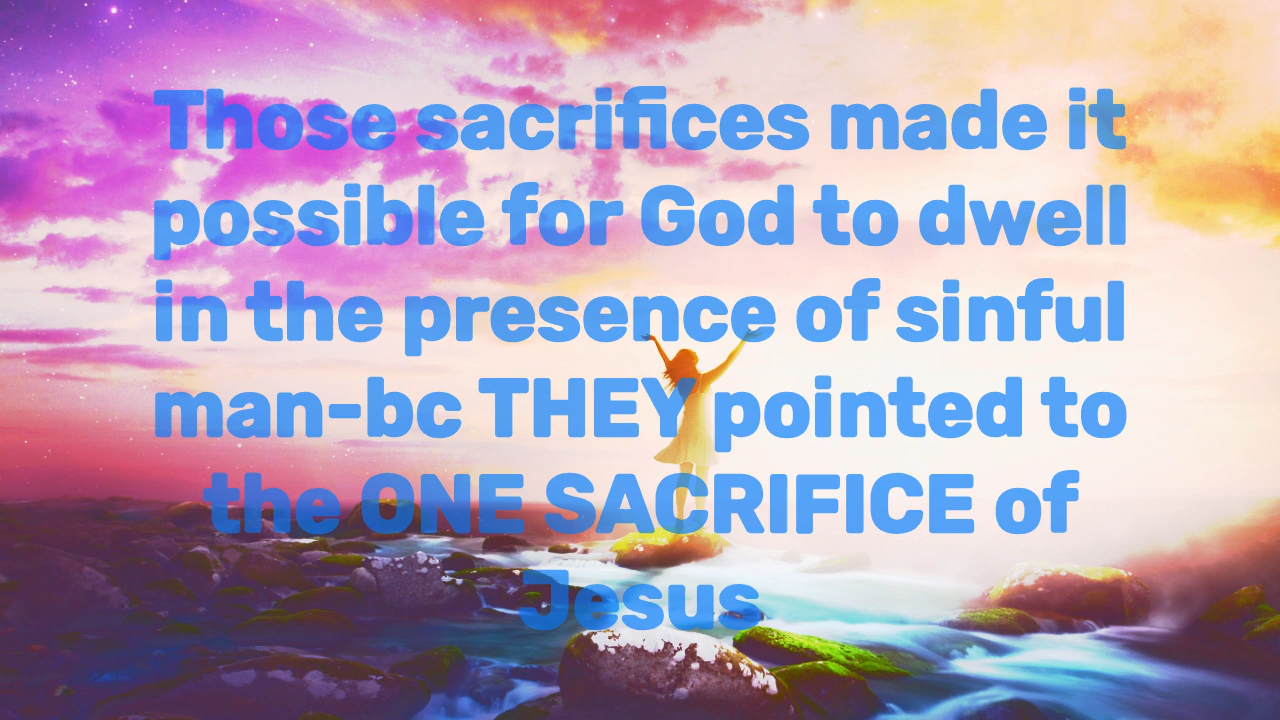 Those sacrifices made it
possible for God to dwell
in the presence of sinful
man-bc THEY pointed to
the ONE SACRIFICE of
Jesus